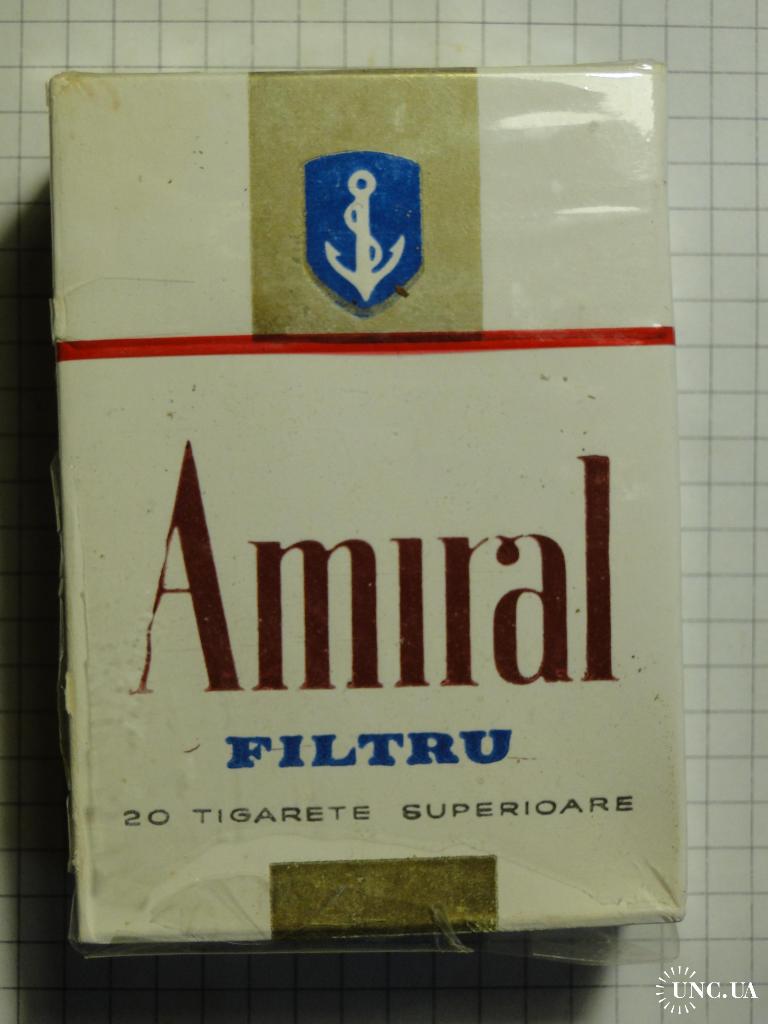 Amiral
FILTRU
20 TIGARETE SUPERIOARE
UNC.UA